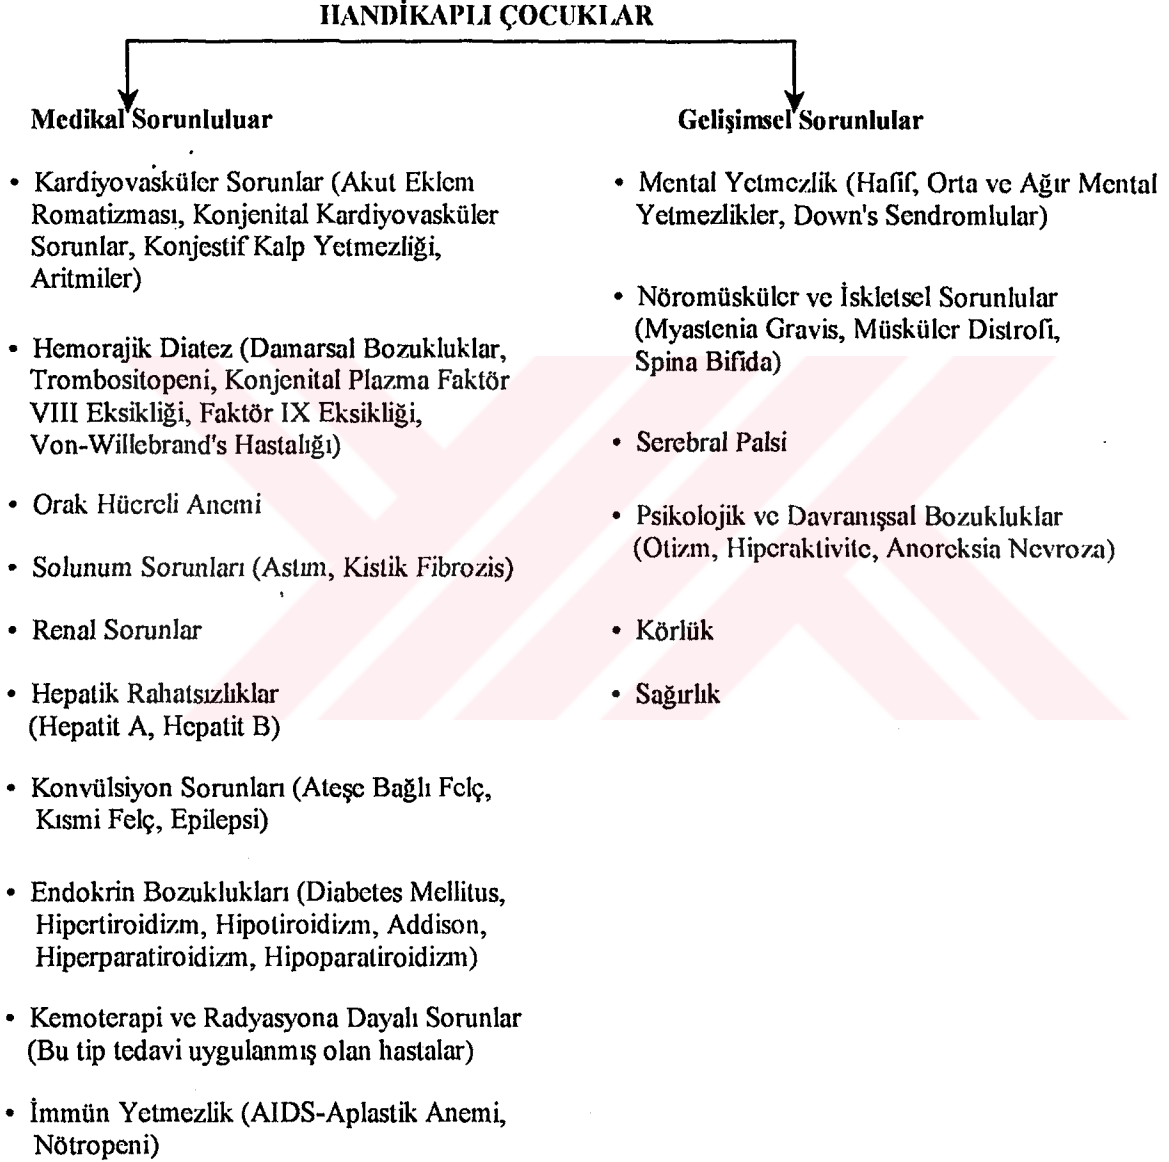 HANDİKAPLI ÇOCUKLAR
Medikal Sorunluluar
• Kardiyovasküler Sorunlar (Akut Eklem
Romatizması, Konjenital Kardiyovasküler
Sorunlar, Konjestif Kalp Yetmezliği,
Aritmiler)
• Hemorajik Diatez (Damarsal Bozukluklar,
Trombositopeni, Konjenital Plazma Faktör
VIII Eksikliği, Faktör IX Eksikliği,
Von-Willebrand's Hastalığı)
• Orak Hücreli Anemi
• Solunum Sorunları (Astım, Kistik Fibrozis)
• Renal Sorunlar
• Hepatik Rahatsızlıklar
(Hepatit A, Hepatit B)
• Konvülsiyon Sorunları (Ateşe Bağlı Felç,
Kısmi Felç, Epilepsi)
• Endokrin Bozuklukları (Diabetes Mellitus,
Hipertiroidizm, Hipotiroidizm, Addison,
Hiperparatiroidizm, Hipoparatiroidizm)
• Kemoterapi ve Radyasyona Dayalı Sorunlar
(Bu tip tedavi uygulanmış olan hastalar)
• İmmün Yetmezlik (AIDS-Aplastik Anemi,
Nötropeni)
Gelişimsel Sorunlular
• Mental Yetmezlik (Hafif, Orta ve Ağır Mental
Yetmezlikler, Down's Sendromlular)
• Nöromüsküler ve İskletsel Sorunlular
(Myastenia Gravis, Müsküler Distrofi,
Spina Bifida)
• Serebral Palsi
• Psikolojik ve Davranışsal Bozukluklar
(Otizm, Hiperaktivite, Anoreksia Nevroza)
• Körlük
• Sağırlık